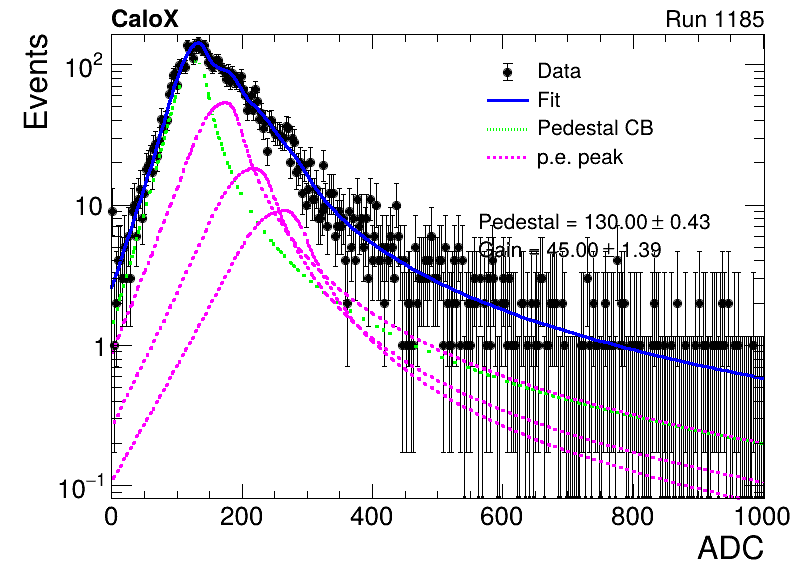 CaloX Run 1185
Events
10²
10
1
10⁻¹
Data
Fit
Pedestal CB
p.e. peak
Pedestal = 130.00 ± 0.43
Gain = 45.00 ± 1.39
0 200 400 600 800 1000
ADC